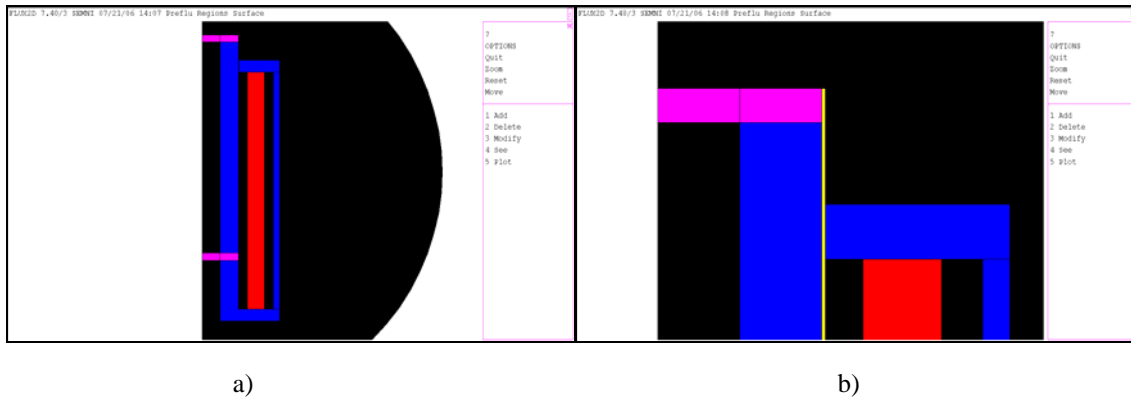 FLUX2D 7.40/3 SEMNI 07/21/06 14:07 Preflu Regions Surface
?
OPTIONS
Quit
Zoom
Reset
Move
1 Add
2 Delete
3 Modify
4 See
5 Plot
FLUX2D 7.40/3 SEMNI 07/21/06 14:08 Preflu Regions Surface
?
OPTIONS
Quit
Zoom
Reset
Move
1 Add
2 Delete
3 Modify
4 See
5 Plot
a)
b)